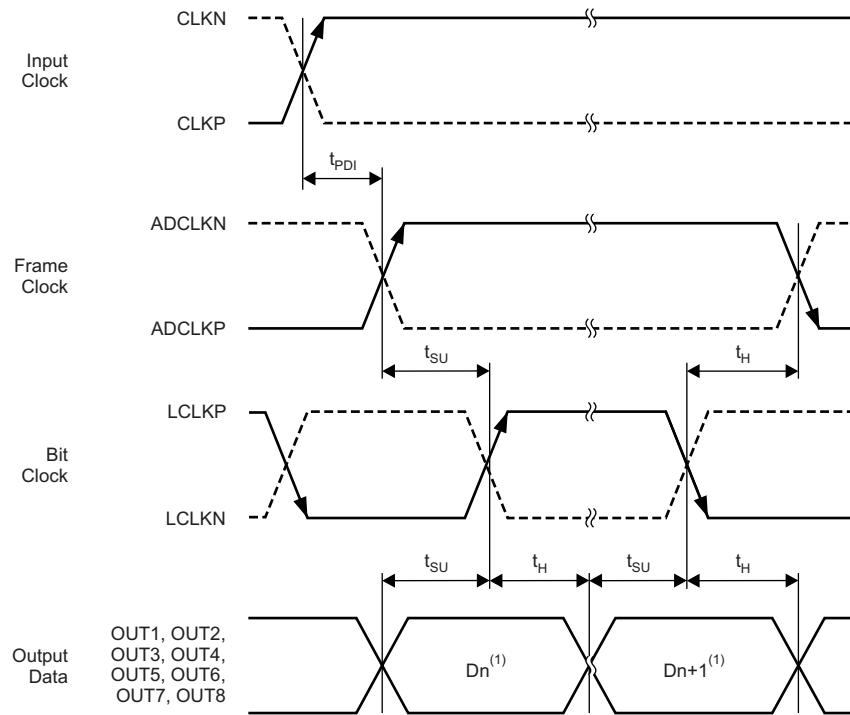 CLKN
Input
Clock
CLKP
tPDI
ADCLKN
Frame
Clock
ADCLKP
tSU
tH
LCLKP
Bit
Clock
LCLKN
tSU
tH
tSU
tH
Output
Data
OUT1, OUT2,
OUT3, OUT4,
OUT5, OUT6,
OUT7, OUT8
Dn(1)
Dn+1(1)